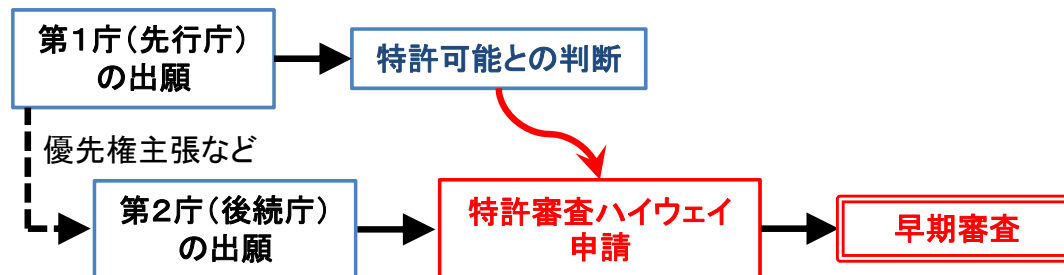 第1庁(先行庁)
の出願
特許可能との判断
優先権主張など
第2庁(後続庁)
の出願
特許審査ハイウェイ
申請
早期審査